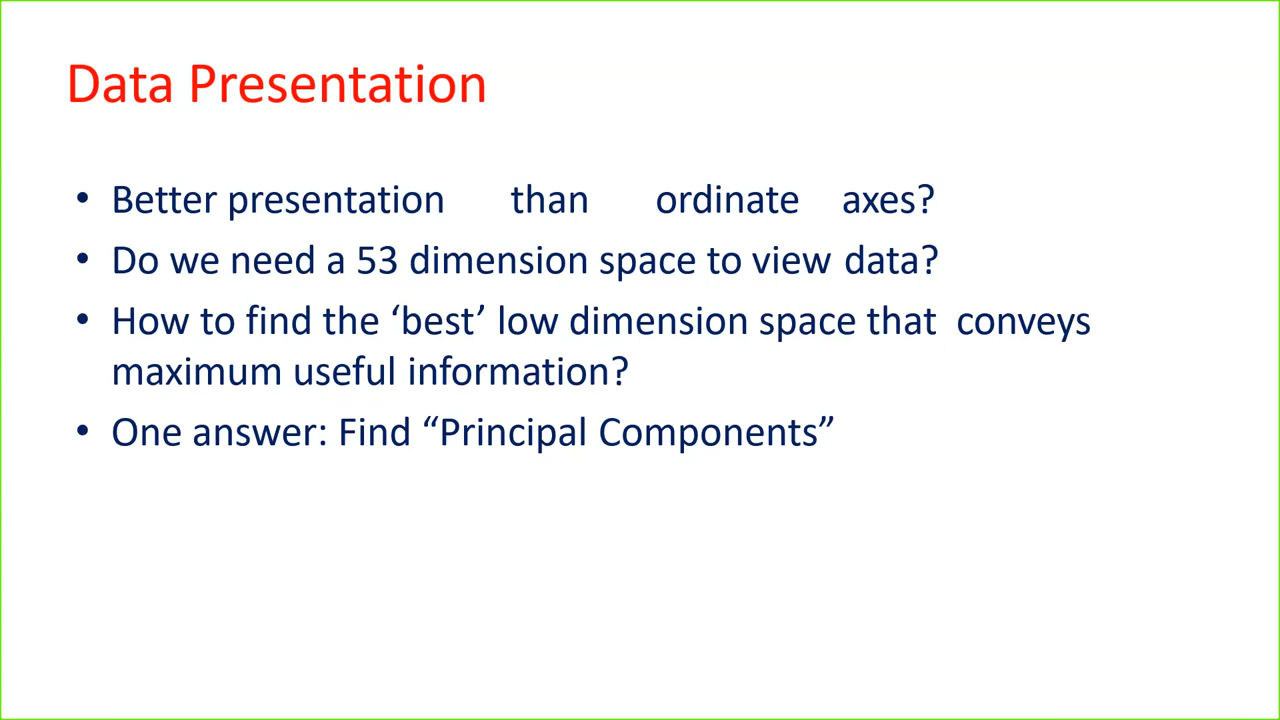 Data Presentation
• Better presentation than ordinate axes?
• Do we need a 53 dimension space to view data?
• How to find the ‘best’ low dimension space that conveys
maximum useful information?
• One answer: Find “Principal Components”